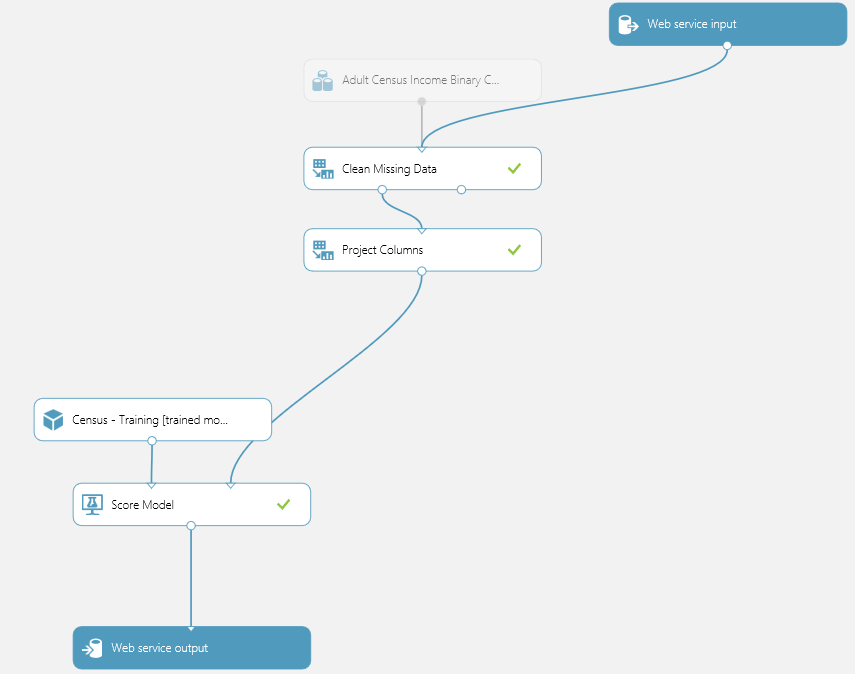 Web service input
Adult Census Income Binary C...
Clean Missing Data
Project Columns
Census - Training [trained mo...
Score Model
Web service output